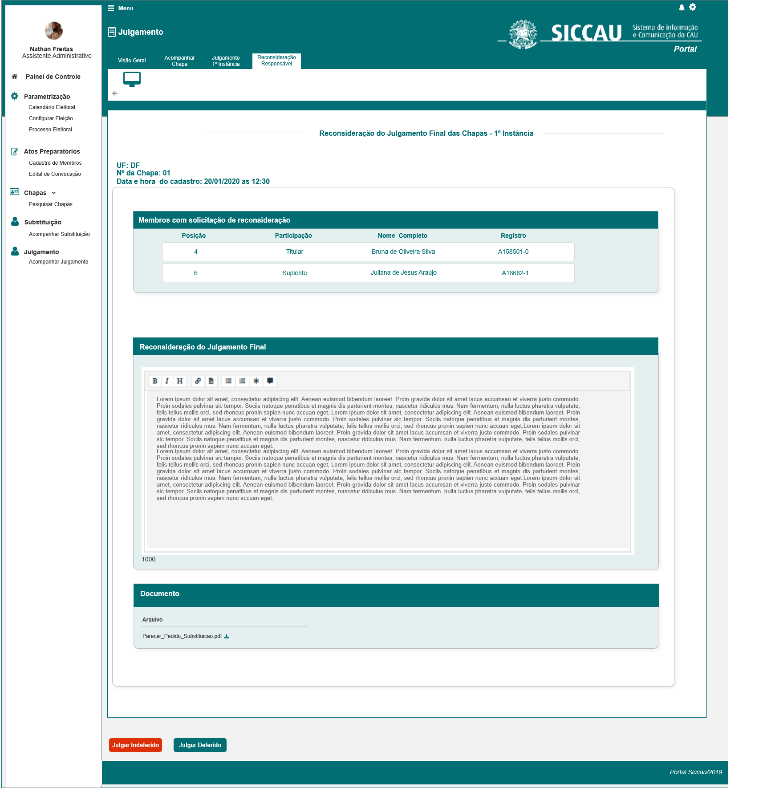 Menu
Nathan Freitas
Assistente Administrativo
Painel de Controle
Parametrização
Calendário Eleitoral
Configurar Eleição
Processo Eleitoral
Atos Preparatórios
Cadastro de Membros
Edital de Convocação
Chapas
Pesquisar Chapas
Substituição
Acompanhar Substituição
Julgamento
Acompanhar Julgamento
Julgamento
SICCAU
Sistema de Informação
e Comunicação do CAU
Portal
Visão Geral
Acompanhar
Chapa
Julgamento
1ª Instância
Reconsideração
Responsável
Reconsideração do Julgamento Final das Chapas - 1ª Instância
UF: DF
Nº de Chapa: 01
Data e hora do cadastro: 20/01/2020 as 12:30
Membros com solicitação de reconsideração
Posição Participação Nome Completo Registro
4 Titular Bruna de Oliveira Silva A158501-0
6 Suplente Juliana de Jesus Araújo A16662-1
Reconsideração do Julgamento Final
B I H
Lorem ipsum dolor sit amet, consectetur adipiscing elit. Aenean euismod bibendum laoreet. Proin gravida dolor sit amet lacus accumsan et viverra justo commodo.
Proin sodales pulvinar sic tempor. Sociis natoque penatibus et magnis dis parturient montes, nascetur ridiculus mus. Nam fermentum, nulla luctus pharetra vulputate,
felis tellus mollis orci, sed rhoncus pronin sapien nunc accuan eget. Lorem ipsum dolor sit amet, consectetur adipiscing elit. Aenean euismod bibendum laoreet. Proin
gravida dolor sit amet lacus accumsan et viverra justo commodo. Proin sodales pulvinar sic tempor. Sociis natoque penatibus et magnis dis parturient montes,
nascetur ridiculus mus. Nam fermentum, nulla luctus pharetra vulputate, felis tellus mollis orci, sed rhoncus pronin sapien nunc accuan eget.Lorem ipsum dolor sit
amet, consectetur adipiscing elit. Aenean euismod bibendum laoreet. Proin gravida dolor sit amet lacus accumsan et viverra justo commodo. Proin sodales pulvinar
sic tempor. Sociis natoque penatibus et magnis dis parturient montes, nascetur ridiculus mus. Nam fermentum, nulla luctus pharetra vulputate, felis tellus mollis orci,
sed rhoncus pronin sapien nunc accuan eget.
Lorem ipsum dolor sit amet, consectetur adipiscing elit. Aenean euismod bibendum laoreet. Proin gravida dolor sit amet lacus accumsan et viverra justo commodo.
Proin sodales pulvinar sic tempor. Sociis natoque penatibus et magnis dis parturient montes, nascetur ridiculus mus. Nam fermentum, nulla luctus pharetra vulputate,
felis tellus mollis orci, sed rhoncus pronin sapien nunc accuan eget. Lorem ipsum dolor sit amet, consectetur adipiscing elit. Aenean euismod bibendum laoreet. Proin
gravida dolor sit amet lacus accumsan et viverra justo commodo. Proin sodales pulvinar sic tempor. Sociis natoque penatibus et magnis dis parturient montes,
nascetur ridiculus mus. Nam fermentum, nulla luctus pharetra vulputate, felis tellus mollis orci, sed rhoncus pronin sapien nunc accuan eget.Lorem ipsum dolor sit
amet, consectetur adipiscing elit. Aenean euismod bibendum laoreet. Proin gravida dolor sit amet lacus accumsan et viverra justo commodo. Proin sodales pulvinar
sic tempor. Sociis natoque penatibus et magnis dis parturient montes, nascetur ridiculus mus. Nam fermentum, nulla luctus pharetra vulputate, felis tellus mollis orci,
sed rhoncus pronin sapien nunc accuan eget.
1000
Documento
Arquivo
Parecer_Pedido_Substituicao.pdf
Julgar Indeferido
Julgar Deferido
Portal Siccau/2019